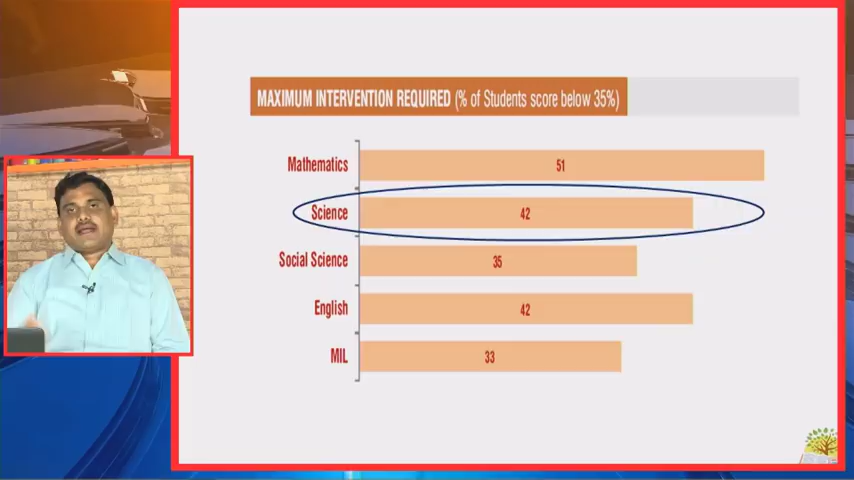 MAXIMUM INTERVENTION REQUIRED (% of Students score below 35%)
Mathematics 51
Science 42
Social Science 35
English 42
MIL 33